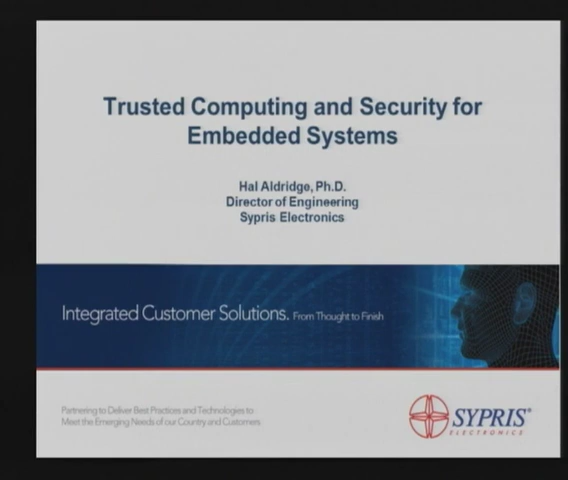 Trusted Computing and Security for
Embedded Systems
Hal Aldridge, Ph.D.
Director of Engineering
Sypris Electronics
Integrated Customer Solutions. From Thought to Finish
Partnering to Deliver Best Practices and Technologies to
Meet the Emerging Needs of our Country and Customers
SYPRIS®
ELECTRONICS